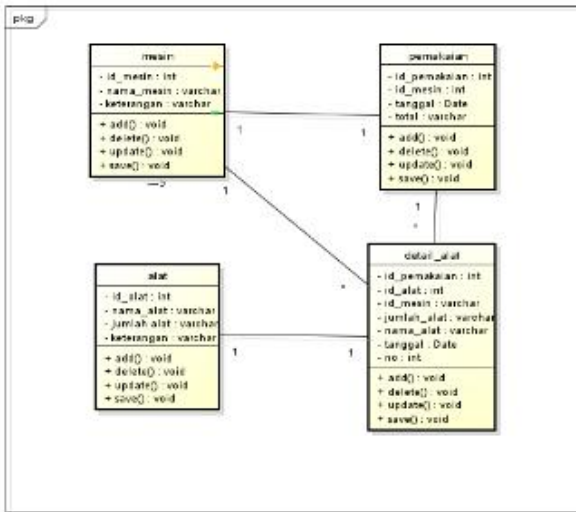 pkg
mesin
- id_mesin : int
- nama_mesin : varchar
- keterangan : varchar
+ add() : void
+ delete() : void
+ update() : void
+ save() : void
pemakaian
- id_pemakaian : int
- id_mesin : int
- tanggal : Date
- total : varchar
+ add() : void
+ delete() : void
+ update() : void
+ save() : void
1
1
1
1
*
*
alat
- id_alat : int
- nama_alat : varchar
- jumlah_alat : varchar
- keterangan : varchar
+ add() : void
+ delete() : void
+ update() : void
+ save() : void
detail_alat
- id_pemakaian : int
- id_alat : int
- id_mesin : varchar
- jumlah_alat : varchar
- nama_alat : varchar
- tanggal : Date
- no : int
+ add() : void
+ delete() : void
+ update() : void
+ save() : void
1
1